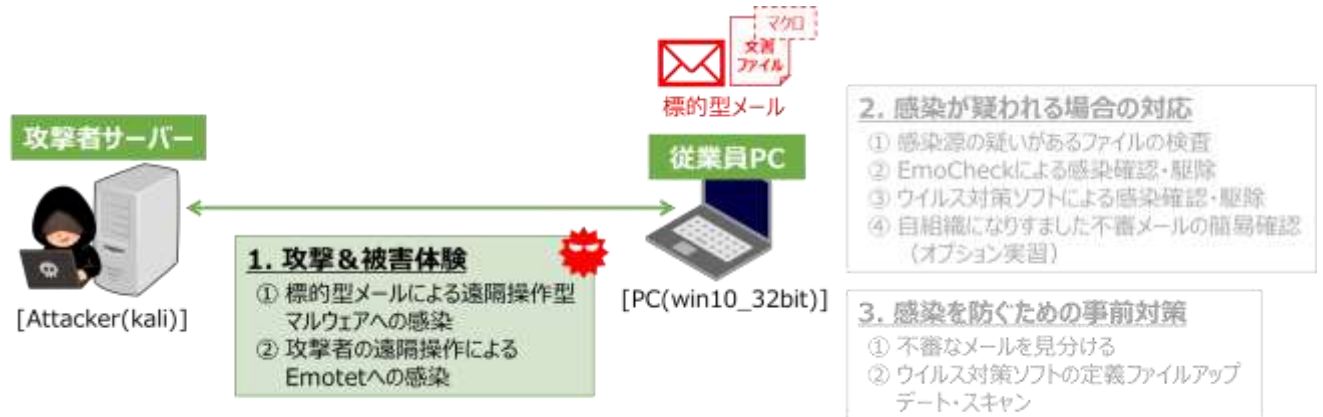 マクロ
文書
ファイル
標的型メール
攻撃者サーバー
従業員PC
[Attacker(kali)]
[PC(win10_32bit)]
1. 攻撃&被害体験
① 標的型メールによる遠隔操作型
マルウェアへの感染
② 攻撃者の遠隔操作による
Emotetへの感染
2. 感染が疑われる場合の対応
① 感染源の疑いがあるファイルの検査
② EmoCheckによる感染確認・駆除
③ ウイルス対策ソフトによる感染確認・駆除
④ 自組織になりすました不審メールの簡易確認
(オプション実習)
3. 感染を防ぐための事前対策
① 不審なメールを見分ける
② ウイルス対策ソフトの定義ファイルアップ
デート・スキャン